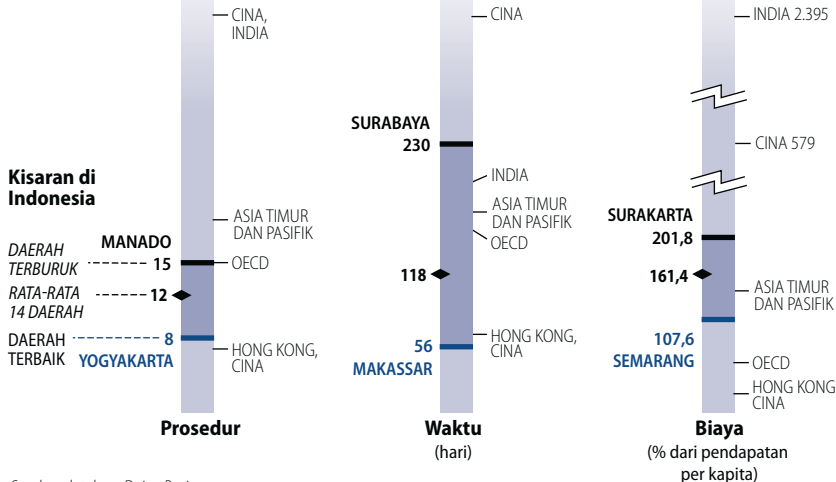 CINA,
INDIA
Kisaran di
Indonesia
ASIA TIMUR
DAN PASIFIK
MANADO
DAERAH
TERBURUK
15
OECD
RATA-RATA
14 DAERAH
12
DAERAH
TERBAIK
8
YOGYAKARTA
HONG KONG,
CINA
Prosedur
CINA
SURABAYA
230
INDIA
ASIA TIMUR
DAN PASIFIK
OECD
118
HONG KONG,
CINA
56
MAKASSAR
Waktu
(hari)
INDIA 2.395
CINA 579
SURAKARTA
201,8
161,4
ASIA TIMUR
DAN PASIFIK
107,6
SEMARANG
OECD
HONG KONG
CINA
Biaya
(% dari pendapatan
per kapita)